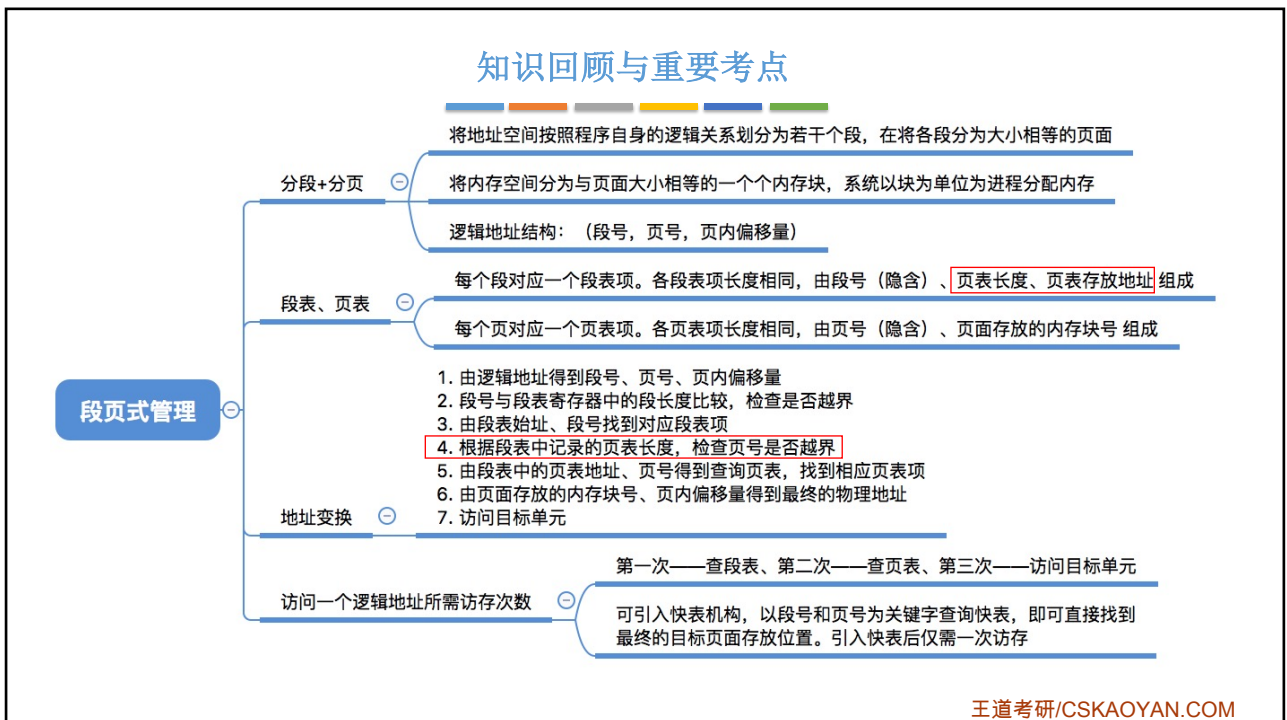 知识回顾与重要考点
将地址空间按照程序自身的逻辑关系划分为若干个段，在将各段分为大小相等的页面
分段+分页
将内存空间分为与页面大小相等的一个个内存块，系统以块为单位为进程分配内存
逻辑地址结构：（段号，页号，页内偏移量）
每个段对应一个段表项。各段表项长度相同，由段号（隐含）、页表长度、页表存放地址 组成
段表、页表
每个页对应一个页表项。各页表项长度相同，由页号（隐含）、页面存放的内存块号 组成
段页式管理
1. 由逻辑地址得到段号、页号、页内偏移量
2. 段号与段表寄存器中的段长度比较，检查是否越界
3. 由段表始址、段号找到对应段表项
4. 根据段表中记录的页表长度，检查页号是否越界
5. 由段表中的页表地址、页号得到查询页表，找到相应页表项
6. 由页面存放的内存块号、页内偏移量得到最终的物理地址
7. 访问目标单元
地址变换
第一次——查段表、第二次——查页表、第三次——访问目标单元
访问一个逻辑地址所需访存次数
可引入快表机构，以段号和页号为关键字查询快表，即可直接找到
最终的目标页面存放位置。引入快表后仅需一次访存
王道考研/CSKAOYAN.COM